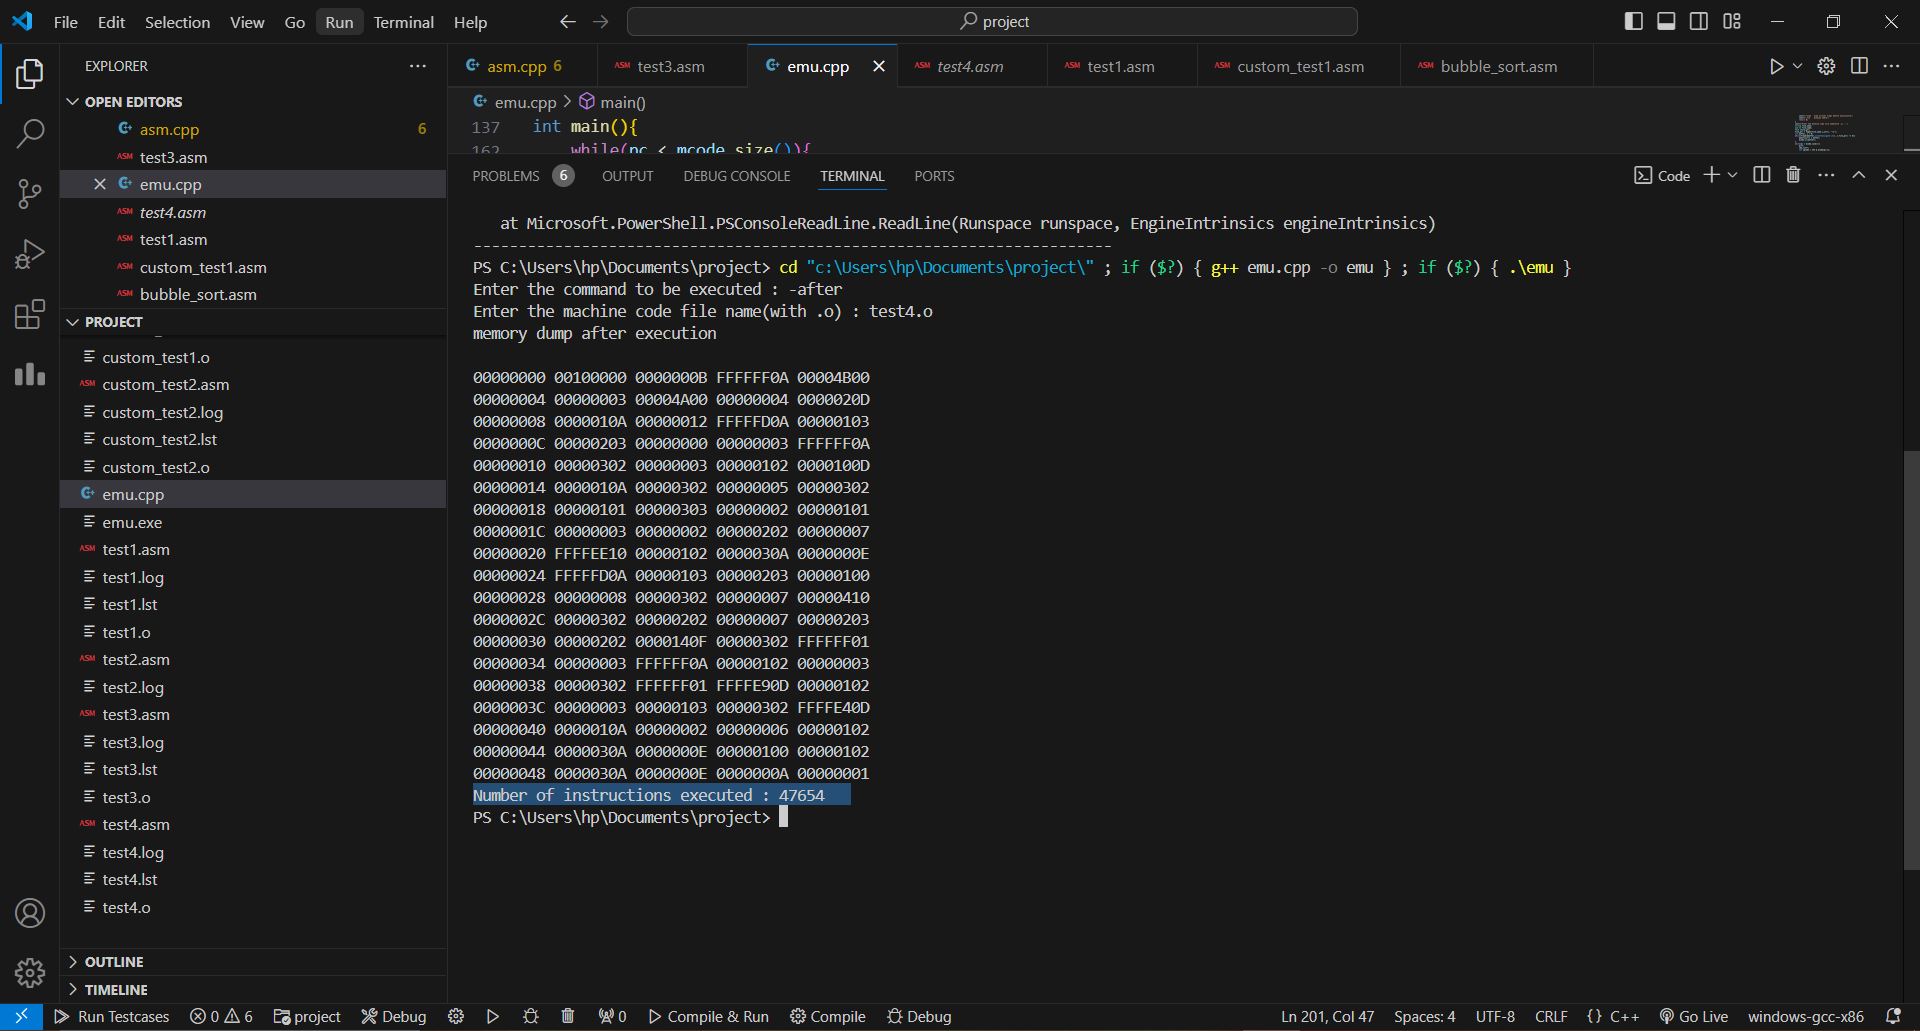 File Edit Selection View Go Run Terminal Help
project
EXPLORER
OPEN EDITORS
asm.cpp 6
test3.asm
emu.cpp
test4.asm
test1.asm
custom_test1.asm
bubble_sort.asm
PROJECT
custom_test1.o
custom_test2.asm
custom_test2.log
custom_test2.lst
custom_test2.o
emu.cpp
emu.exe
test1.asm
test1.log
test1.lst
test1.o
test2.asm
test2.log
test3.asm
test3.log
test3.lst
test3.o
test4.asm
test4.log
test4.lst
test4.o
OUTLINE
TIMELINE
asm.cpp 6 test3.asm emu.cpp test4.asm test1.asm custom_test1.asm bubble_sort.asm
emu.cpp > main()
137 int main(){
162 while(pc < mcode.size()){
PROBLEMS 6 OUTPUT DEBUG CONSOLE TERMINAL PORTS
Code
at Microsoft.PowerShell.PSConsoleReadLine.ReadLine(Runspace runspace, EngineIntrinsics engineIntrinsics)
-----------------------------------------------------------------------
PS C:\Users\hp\Documents\project> cd "c:\Users\hp\Documents\project\" ; if ($?) { g++ emu.cpp -o emu } ; if ($?) { .\emu }
Enter the command to be executed : -after
Enter the machine code file name(with .o) : test4.o
memory dump after execution
00000000 00100000 0000000B FFFFFF0A 00004B00
00000004 00000003 00004A00 00000004 0000020D
00000008 0000010A 00000012 FFFFFD0A 00000103
0000000C 00000203 00000000 00000003 FFFFFF0A
00000010 00000302 00000003 00000102 0000100D
00000014 0000010A 00000302 00000005 00000302
00000018 00000101 00000303 00000002 00000101
0000001C 00000003 00000002 00000202 00000007
00000020 FFFFEE10 00000102 0000030A 0000000E
00000024 FFFFFD0A 00000103 00000203 00000100
00000028 00000008 00000302 00000007 00000410
0000002C 00000302 00000202 00000007 00000203
00000030 00000202 0000140F 00000302 FFFFFF01
00000034 00000003 FFFFFF0A 00000102 00000003
00000038 00000302 FFFFFF01 FFFFE90D 00000102
0000003C 00000003 00000103 00000302 FFFFE40D
00000040 0000010A 00000002 00000006 00000102
00000044 0000030A 0000000E 00000100 00000102
00000048 0000030A 0000000E 0000000A 00000001
Number of instructions executed : 47654
PS C:\Users\hp\Documents\project>
Run Testcases 0 6 project Debug 0 Compile & Run Compile Debug Ln 201, Col 47 Spaces: 4 UTF-8 CRLF {} C++ Go Live windows-gcc-x86